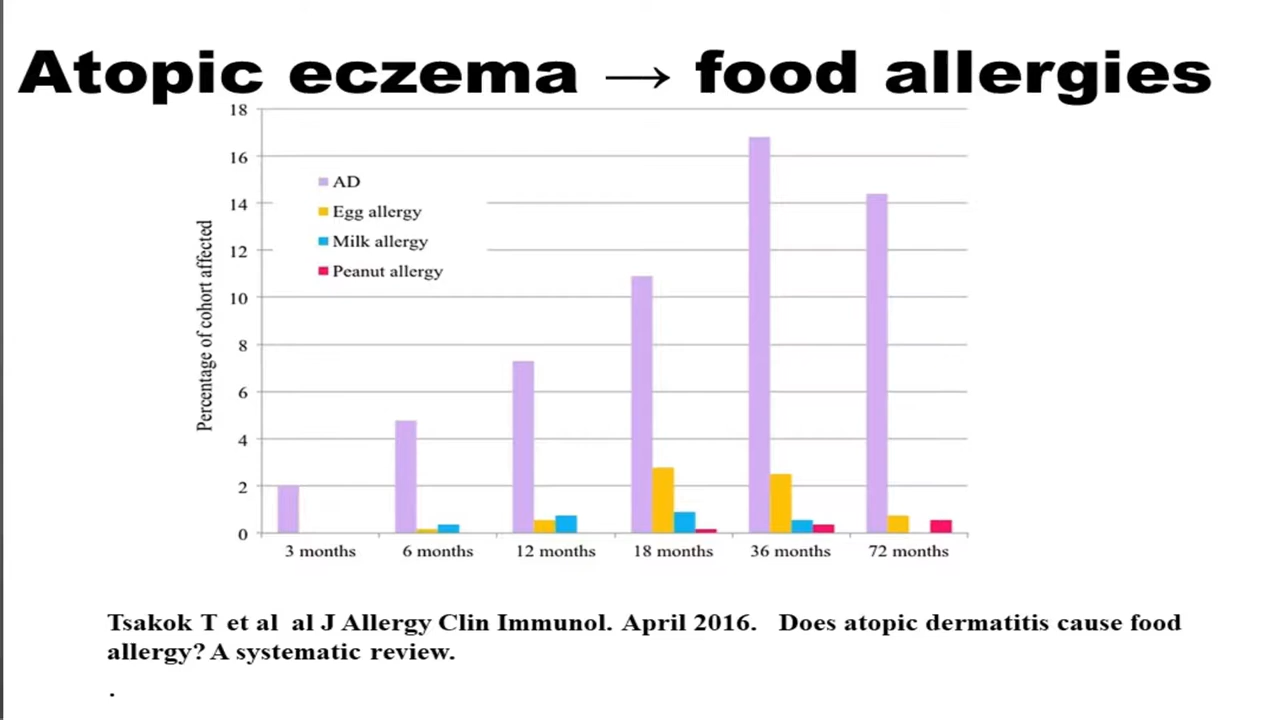 Atopic eczema → food allergies
18
16
14
12
10
8
6
4
2
0
Percentage of cohort affected
AD
Egg allergy
Milk allergy
Peanut allergy
3 months
6 months
12 months
18 months
36 months
72 months
Tsakok T et al al J Allergy Clin Immunol. April 2016. Does atopic dermatitis cause food
allergy? A systematic review.
.